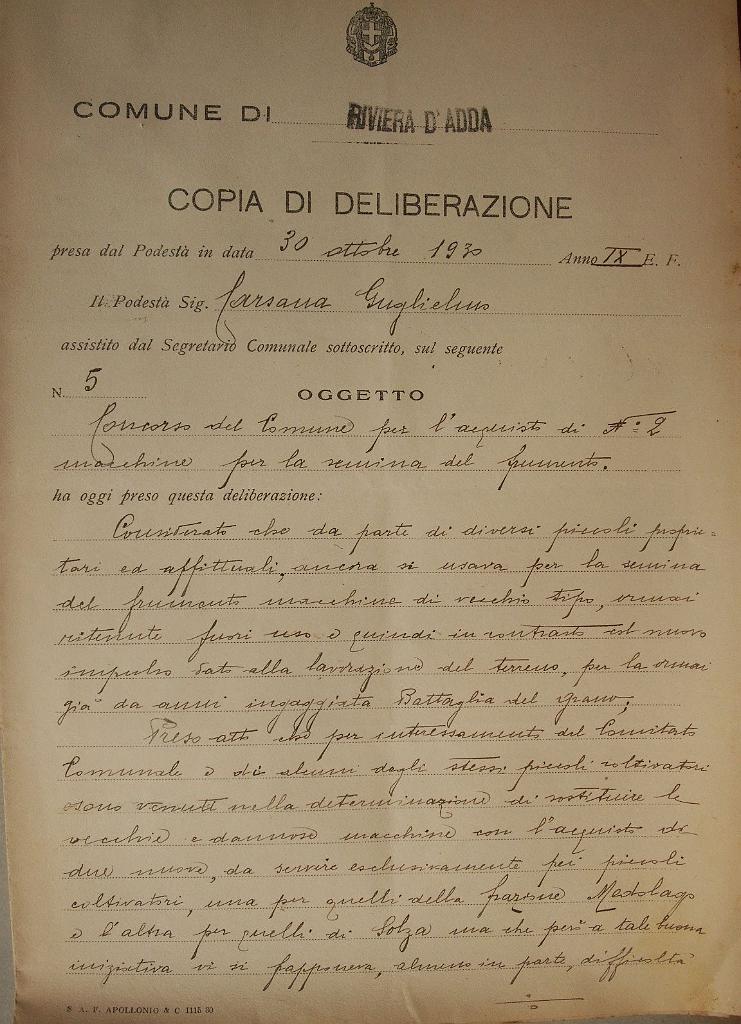 COMUNE DI RIVIERA D'ADDA
COPIA DI DELIBERAZIONE
presa dal Podestà in data 30 ottobre 1930 Anno IX E. F.
Il Podestà Sig. Carsana Guglielmo
assistito dal Segretario Comunale sottoscritto, sul seguente
N. 5 OGGETTO
Concorso del Comune per l'acquisto di N° 2
macchine per la semina del frumento.
ha oggi preso questa deliberazione:
Considerato che da parte di diversi piccoli proprie=
tari ed affittuali, ancora si usava per la semina
del frumento macchine di vecchio tipo, ormai
ritenute fuori uso e quindi in contrasto col nuovo
impulso dato alla lavorazione del terreno, per la ormai
già da anni ingaggiata Battaglia del grano;
Preso atto che per interessamento del Comitato
Comunale e di alcuni degli stessi piccoli coltivatori
sono venuti nella determinazione di sostituire le
vecchie e dannose macchine con l'acquisto di
due nuove, da servire esclusivamente pei piccoli
coltivatori, una per quelli della frazione Madolago
e l'altra per quelli di Solza ma che però a tale buona
iniziativa vi si frapponeva, almeno in parte, difficoltà
S. A. F. APOLLONIO & C 1115 30